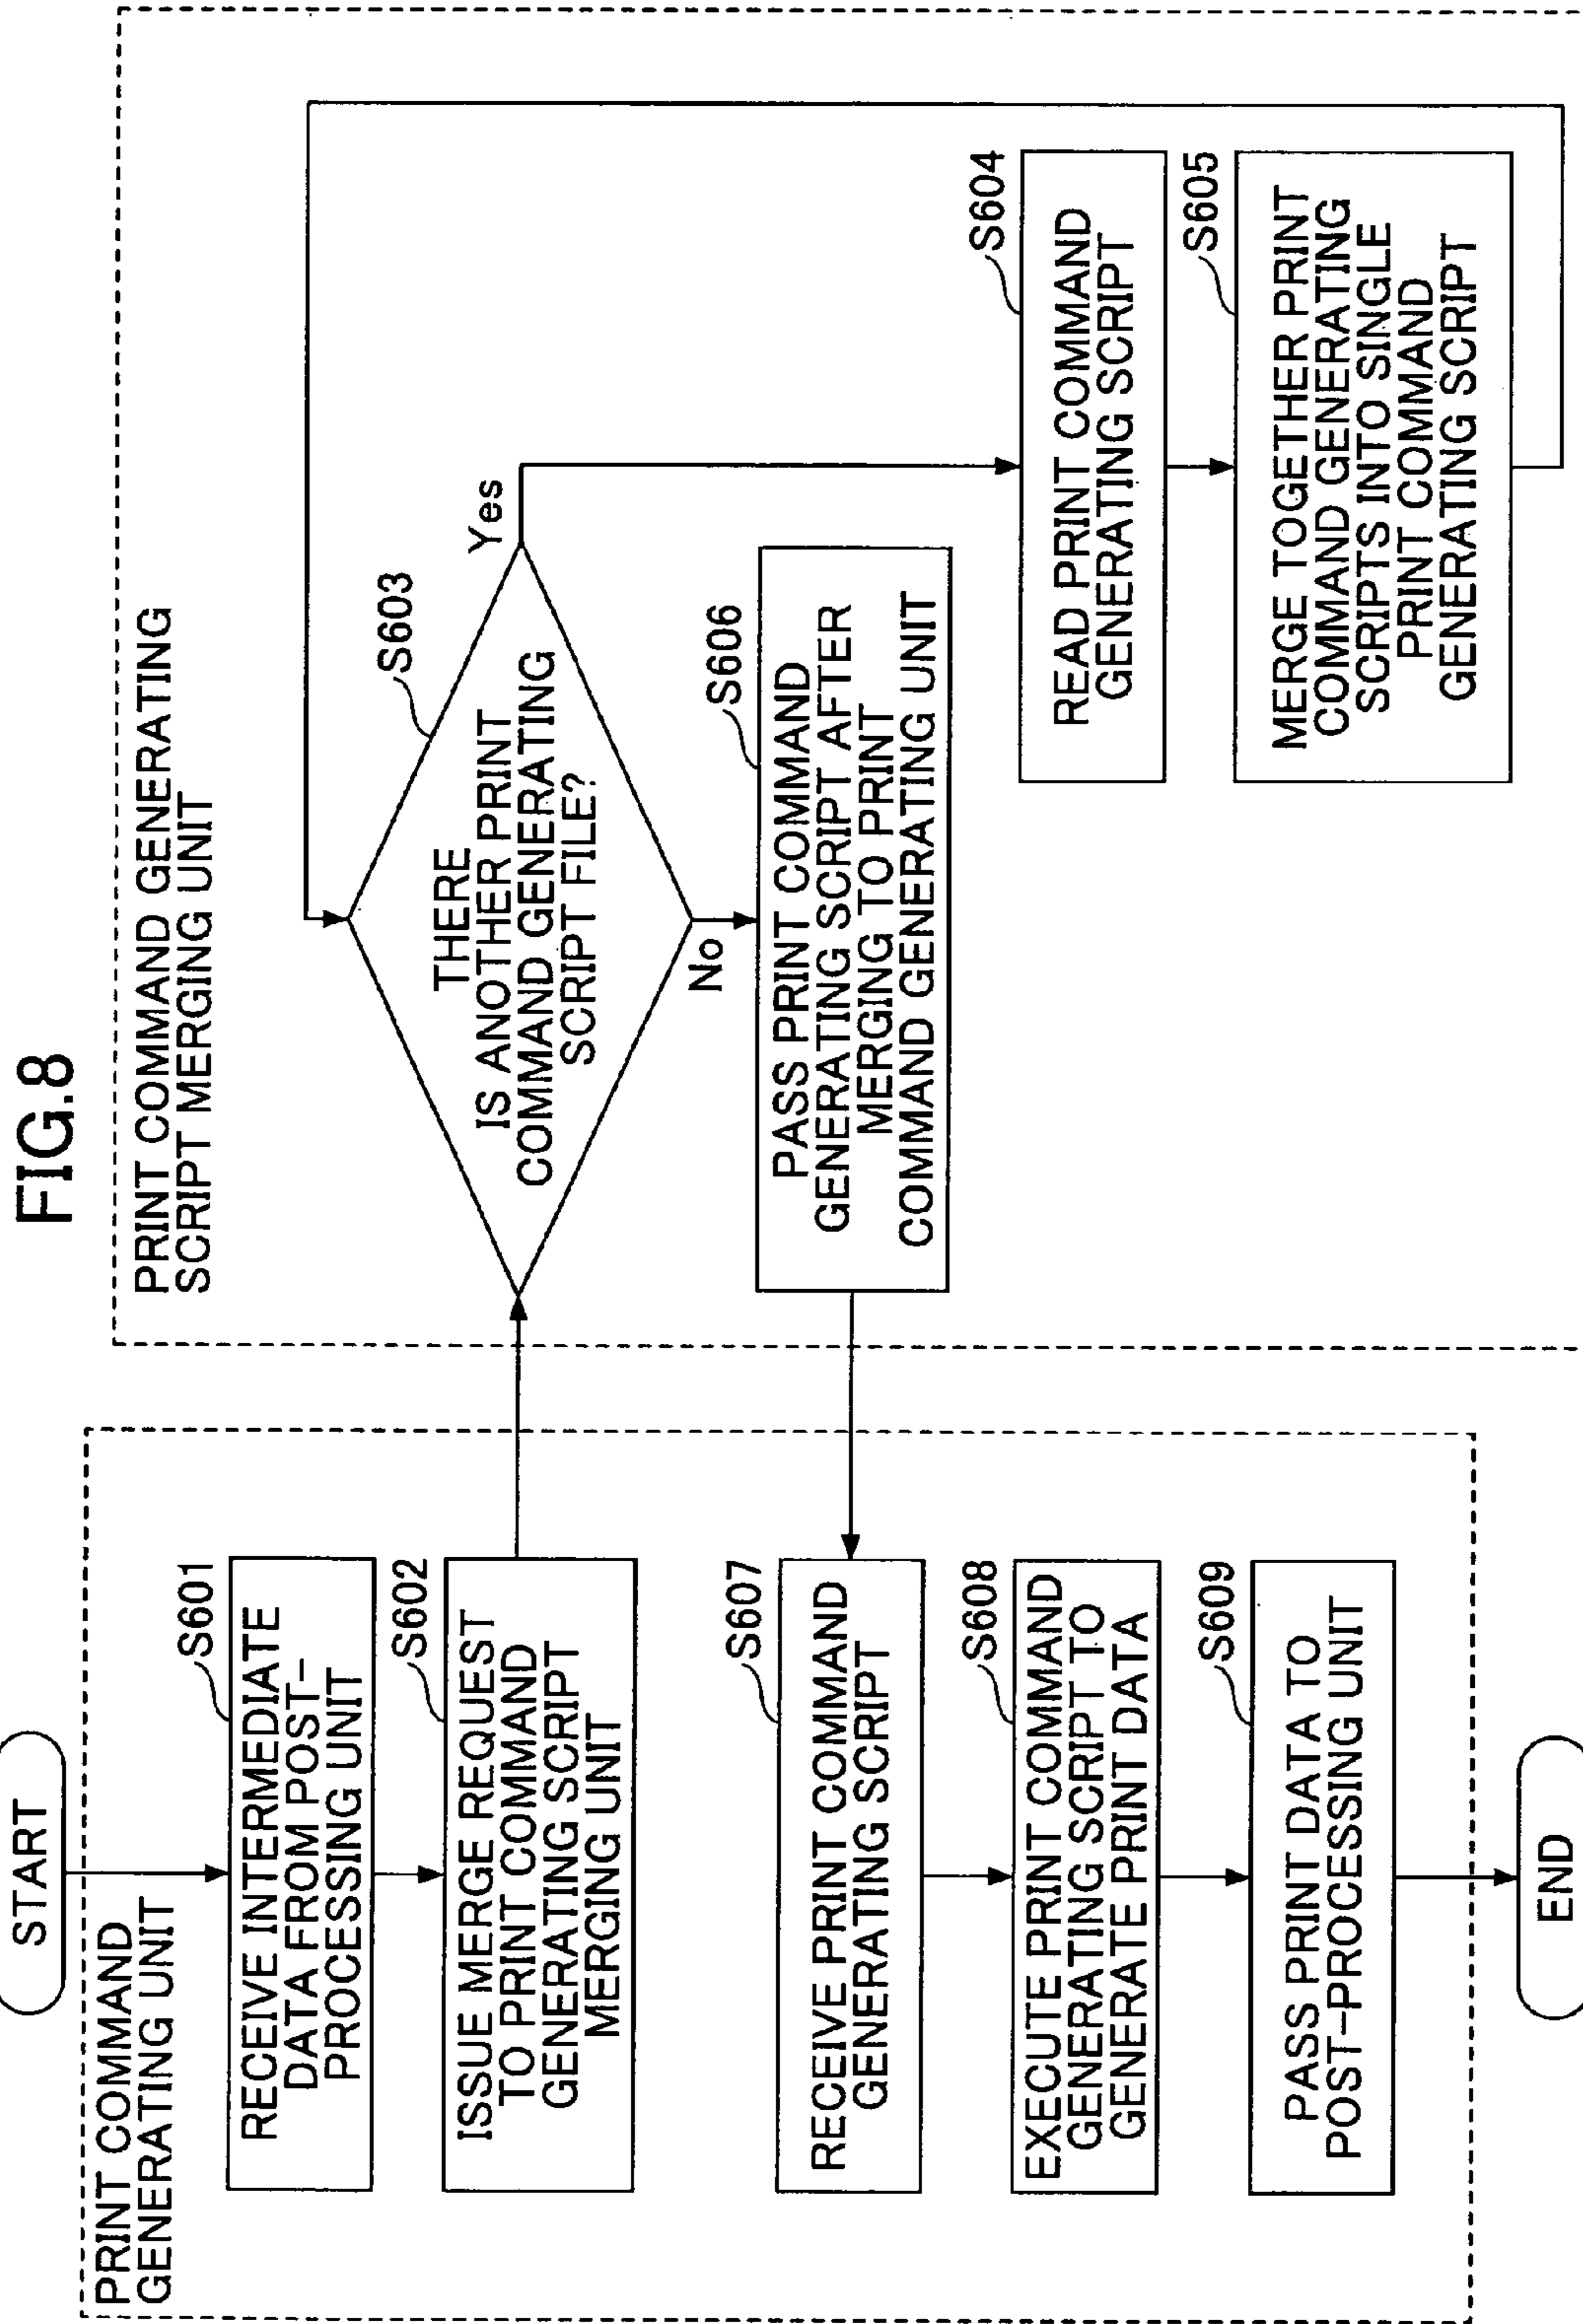 FIG.8
START
PRINT COMMAND
GENERATING UNIT
S601
RECEIVE INTERMEDIATE
DATA FROM POST-
PROCESSING UNIT
S602
ISSUE MERGE REQUEST
TO PRINT COMMAND
GENERATING SCRIPT
MERGING UNIT
PRINT COMMAND GENERATING
SCRIPT MERGING UNIT
S603
THERE
IS ANOTHER PRINT
COMMAND GENERATING
SCRIPT FILE?
Yes
No
S604
READ PRINT COMMAND
GENERATING SCRIPT
S605
MERGE TOGETHER PRINT
COMMAND GENERATING
SCRIPTS INTO SINGLE
PRINT COMMAND
GENERATING SCRIPT
S606
PASS PRINT COMMAND
GENERATING SCRIPT AFTER
MERGING TO PRINT
COMMAND GENERATING UNIT
S607
RECEIVE PRINT COMMAND
GENERATING SCRIPT
S608
EXECUTE PRINT COMMAND
GENERATING SCRIPT TO
GENERATE PRINT DATA
S609
PASS PRINT DATA TO
POST-PROCESSING UNIT
END